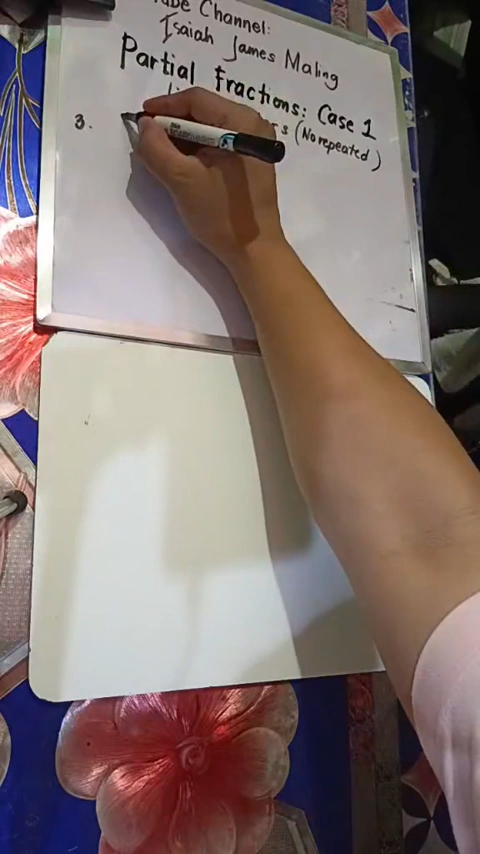 Channel:
Isaiah James Maling
Partial Fractions: Case 1
(No repeated)
3.